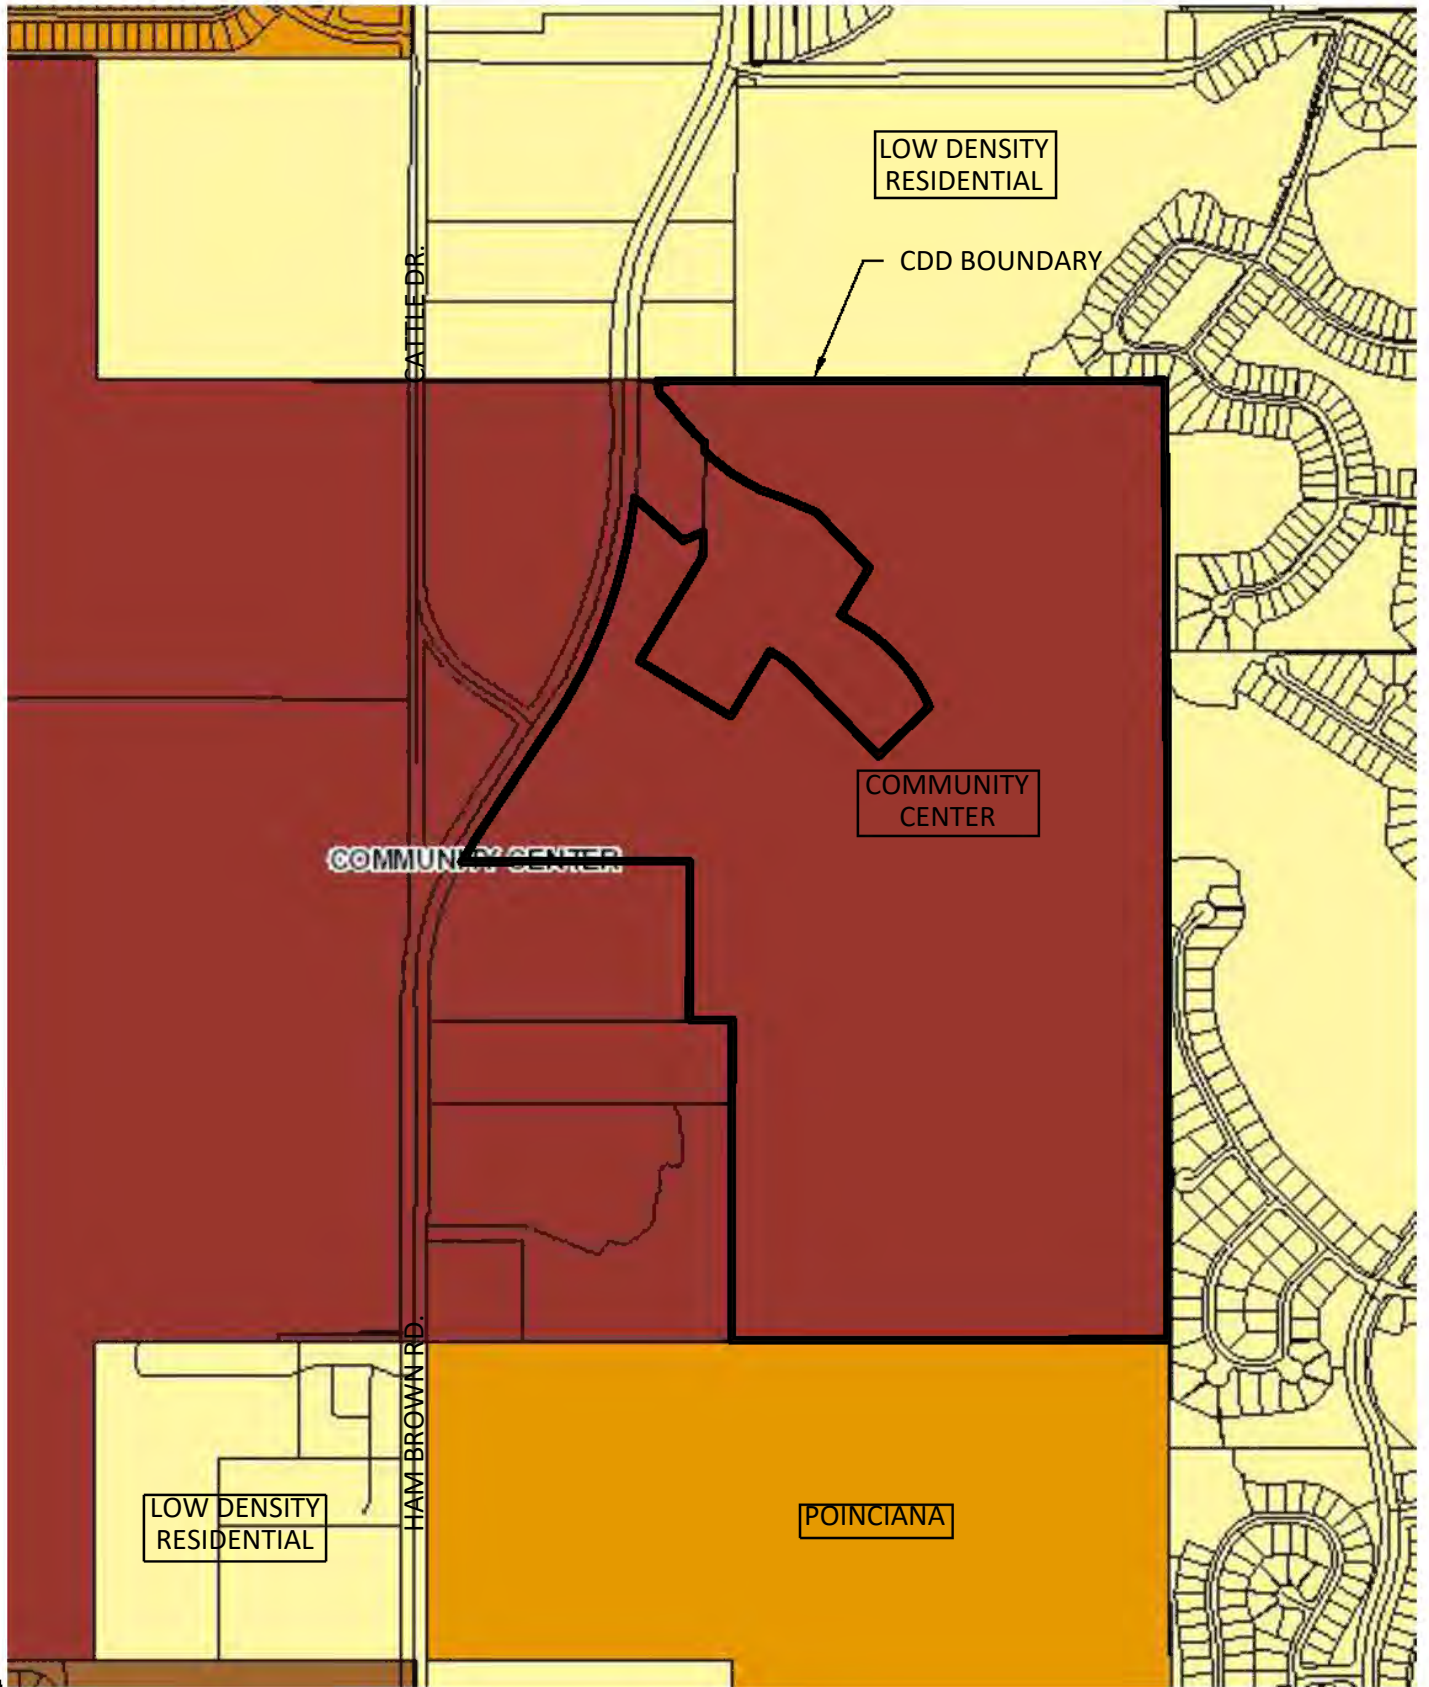 LOW DENSITY
RESIDENTIAL
CDD BOUNDARY
CATTLE DR.
COMMUNITY
CENTER
COMMUNITY CENTER
HAM BROWN RD.
LOW DENSITY
RESIDENTIAL
POINCIANA